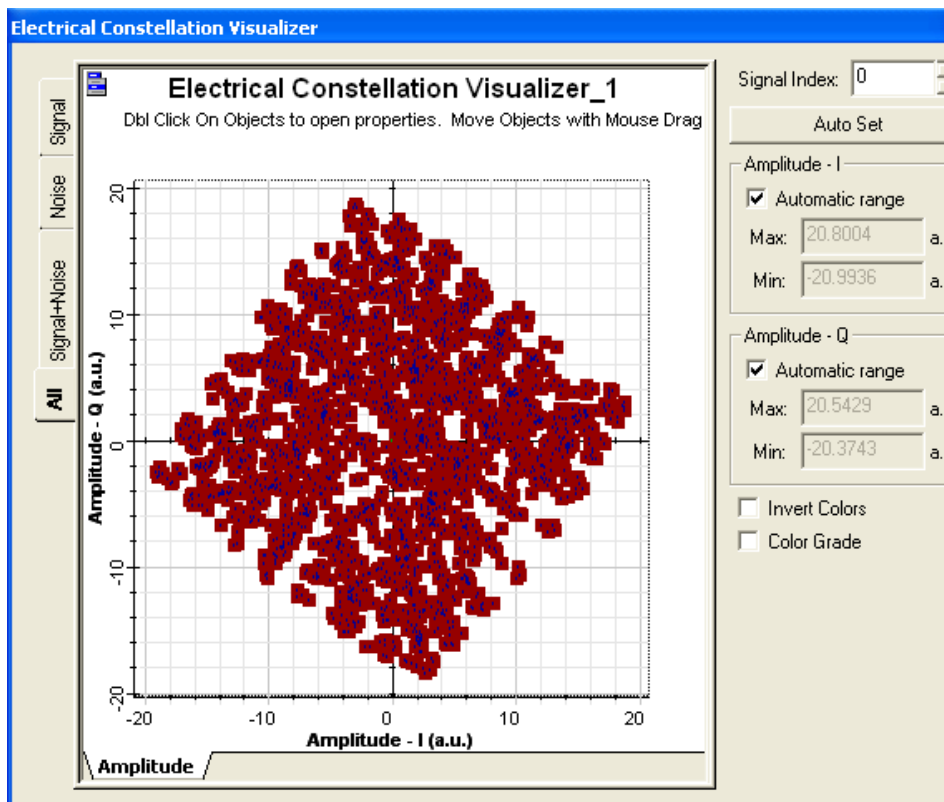 Electrical Constellation Visualizer
Signal
Noise
Signal+Noise
All
Electrical Constellation Visualizer_1
Dbl Click On Objects to open properties. Move Objects with Mouse Drag
20
10
0
-10
-20
Amplitude - Q (a.u.)
-20
-10
0
10
20
Amplitude - I (a.u.)
Amplitude
Signal Index: 0
Auto Set
Amplitude - I
Automatic range
Max: 20.8004 a.
Min: -20.9936 a.
Amplitude - Q
Automatic range
Max: 20.5429 a.
Min: -20.3743 a.
Invert Colors
Color Grade